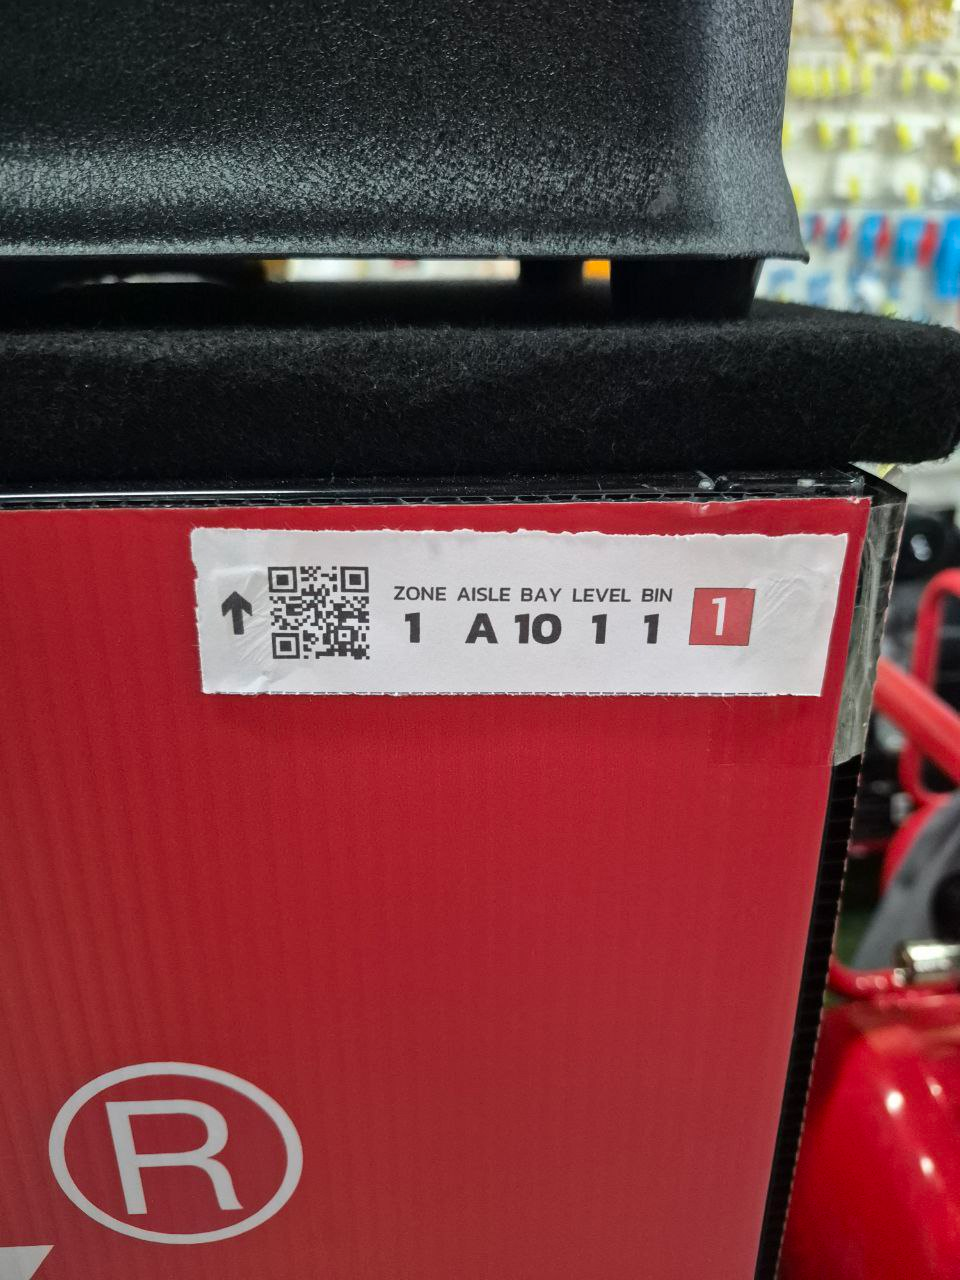 ZONE AISLE BAY LEVEL BIN
1 A 10 1 1 1
®